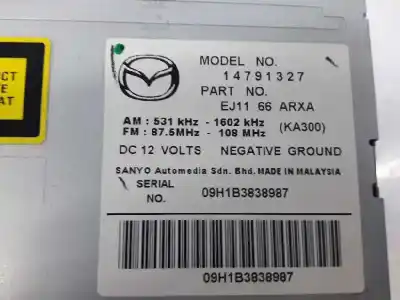 MODEL NO.
14791327
PART NO.
EJ11 66 ARXA
AM : 531 kHz - 1602 kHz (KA300)
FM : 87.5MHz - 108 MHz
DC 12 VOLTS NEGATIVE GROUND
SANYO Automedia Sdn. Bhd. MADE IN MALAYSIA
SERIAL NO. 09H1B3838987
09H1B3838987